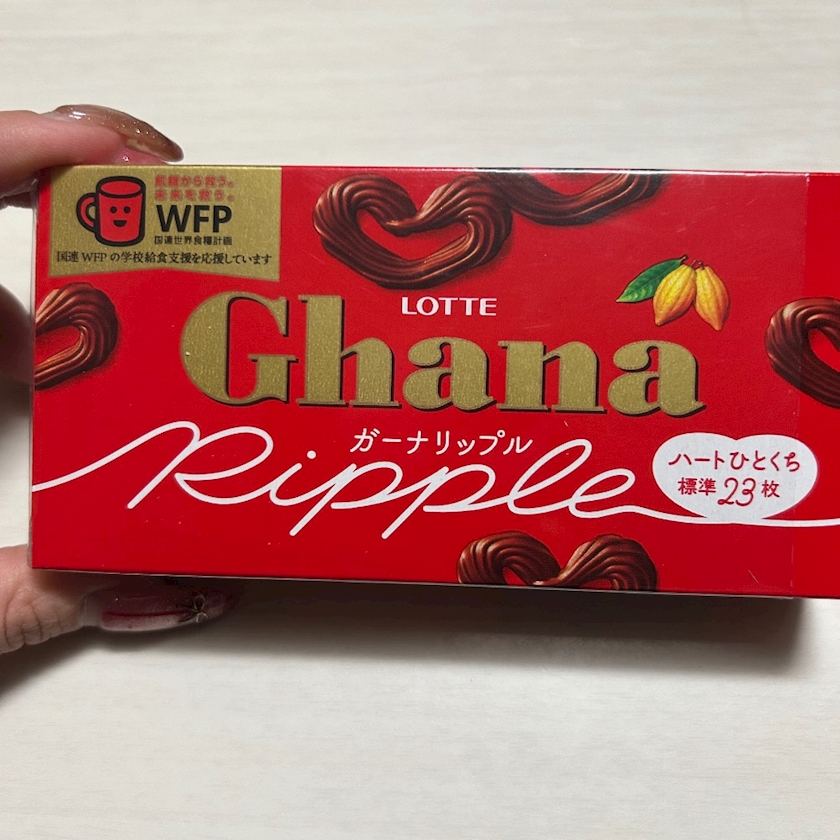 飢餓から救う。
未来を救う。
WFP
国連世界食糧計画
国連WFPの学校給食支援を応援しています
LOTTE
Ghana
ガーナリップル
Ripple
ハートひとくち
標準23枚